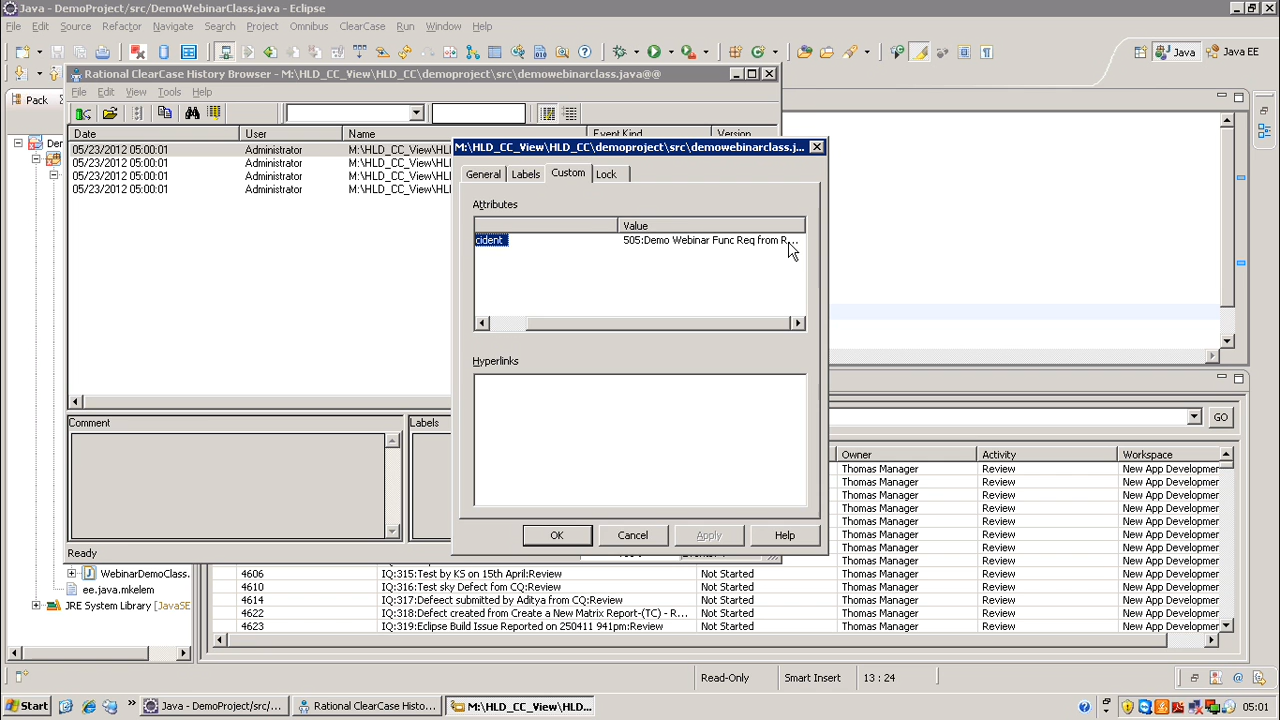 Java - DemoProject/src/DemoWebinarClass.java - Eclipse
File Edit Source Refactor Navigate Search Project Clearinsight ClearCase Run Window Help
Java Java EE
Rational ClearCase History Browser - M:\HLD_CC_View\HLD_CC\demoproject\src\demowebinarclass.java@@
Pack
File Edit View Tools Help
Date User Name Event Kind Version
05/23/2012 05:00:01 Administrator M:\HLD_CC_View\HLD
05/23/2012 05:00:01 Administrator M:\HLD_CC_View\HLD
05/23/2012 05:00:01 Administrator M:\HLD_CC_View\HLD
05/23/2012 05:00:01 Administrator M:\HLD_CC_View\HLD
M:\HLD_CC_View\HLD_CC\demoproject\src\demowebinarclass.j...
General Labels Custom Lock
Attributes
Value
cident 505:Demo Webinar Func Req from R...
Hyperlinks
OK Cancel Apply Help
Comment Labels
Ready
GO
Owner Activity Workspace
Thomas Manager Review New App Developmer
Thomas Manager Review New App Developmer
Thomas Manager Review New App Developmer
Thomas Manager Review New App Developmer
Thomas Manager Review New App Developmer
Thomas Manager Review New App Developmer
Thomas Manager Review New App Developmer
Thomas Manager Review New App Developmer
WebinarDemoClass.
ee.java.mkelem
JRE System Library [JavaSE
4606 IQ:315:Test by KS on 15th April:Review Not Started Thomas Manager Review New App Developmer
4610 IQ:316:Test sky Defect fom CQ:Review Not Started Thomas Manager Review New App Developmer
4614 IQ:317:Defeect submitted by Aditya from CQ:Review Not Started Thomas Manager Review New App Developmer
4622 IQ:318:Defect created from Create a New Matrix Report-(TC) - R... Not Started Thomas Manager Review New App Developmer
4623 IQ:319:Eclipse Build Issue Reported on 250411 941pm:Review Not Started Thomas Manager Review New App Developmer
Read-Only Smart Insert 13 : 24
Start Java - DemoProject/src/... Rational ClearCase Histo... M:\HLD_CC_View\HLD... 05:01